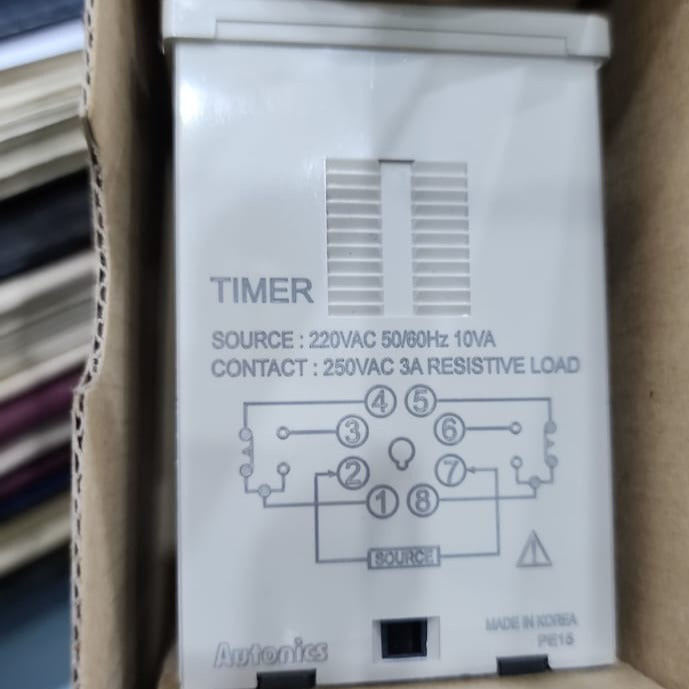 TIMER
SOURCE : 220VAC 50/60Hz 10VA
CONTACT : 250VAC 3A RESISTIVE LOAD
4 5
3 6
2 7
1 8
SOURCE
MADE IN KOREA
PE15
Autonics